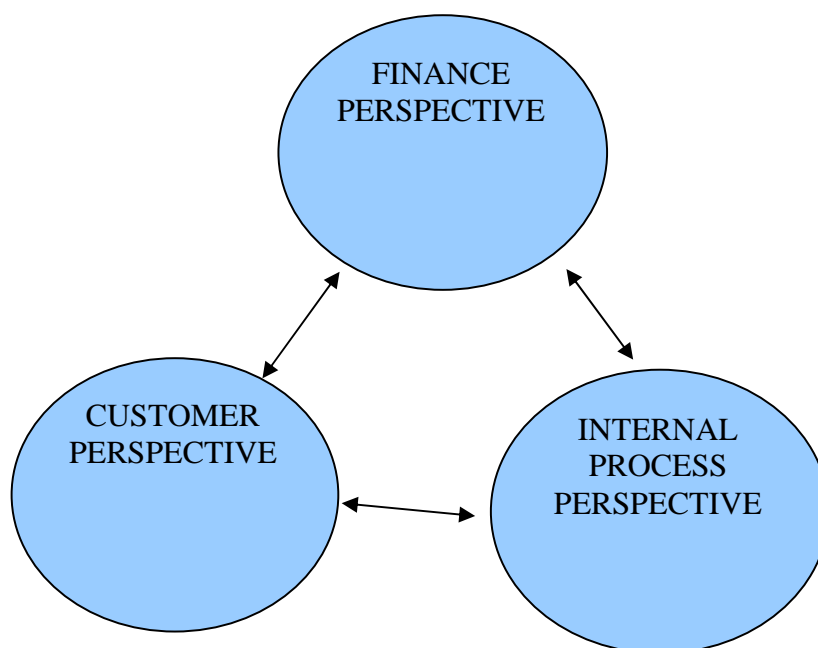 FINANCE
PERSPECTIVE
CUSTOMER
PERSPECTIVE
INTERNAL
PROCESS
PERSPECTIVE